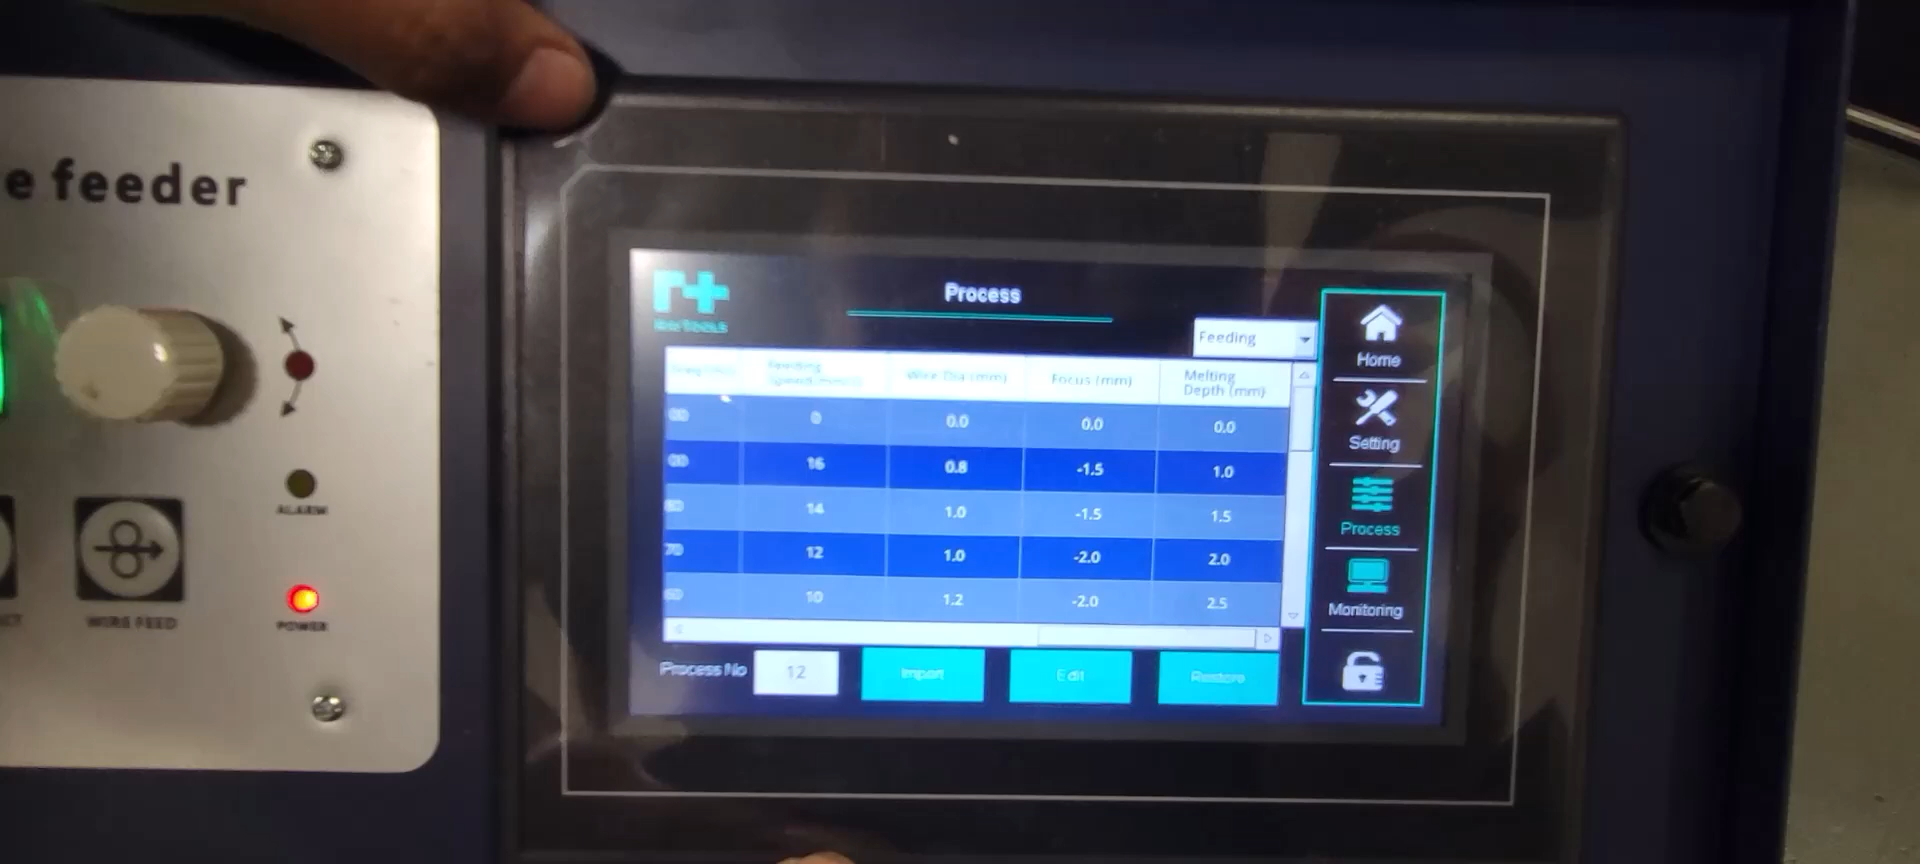 e feeder
ALARM
WIRE FEED
POWER
CT
r+
Process
Feeding
Feeding Wire Dia (mm) Focus (mm) Melting
Depth (mm)
0 0.0 0.0 0.0
16 0.8 -1.5 1.0
14 1.0 -1.5 1.5
70 12 1.0 -2.0 2.0
10 1.2 -2.0 2.5
Process No 12 Import Edit Restore
Home
Setting
Process
Monitoring